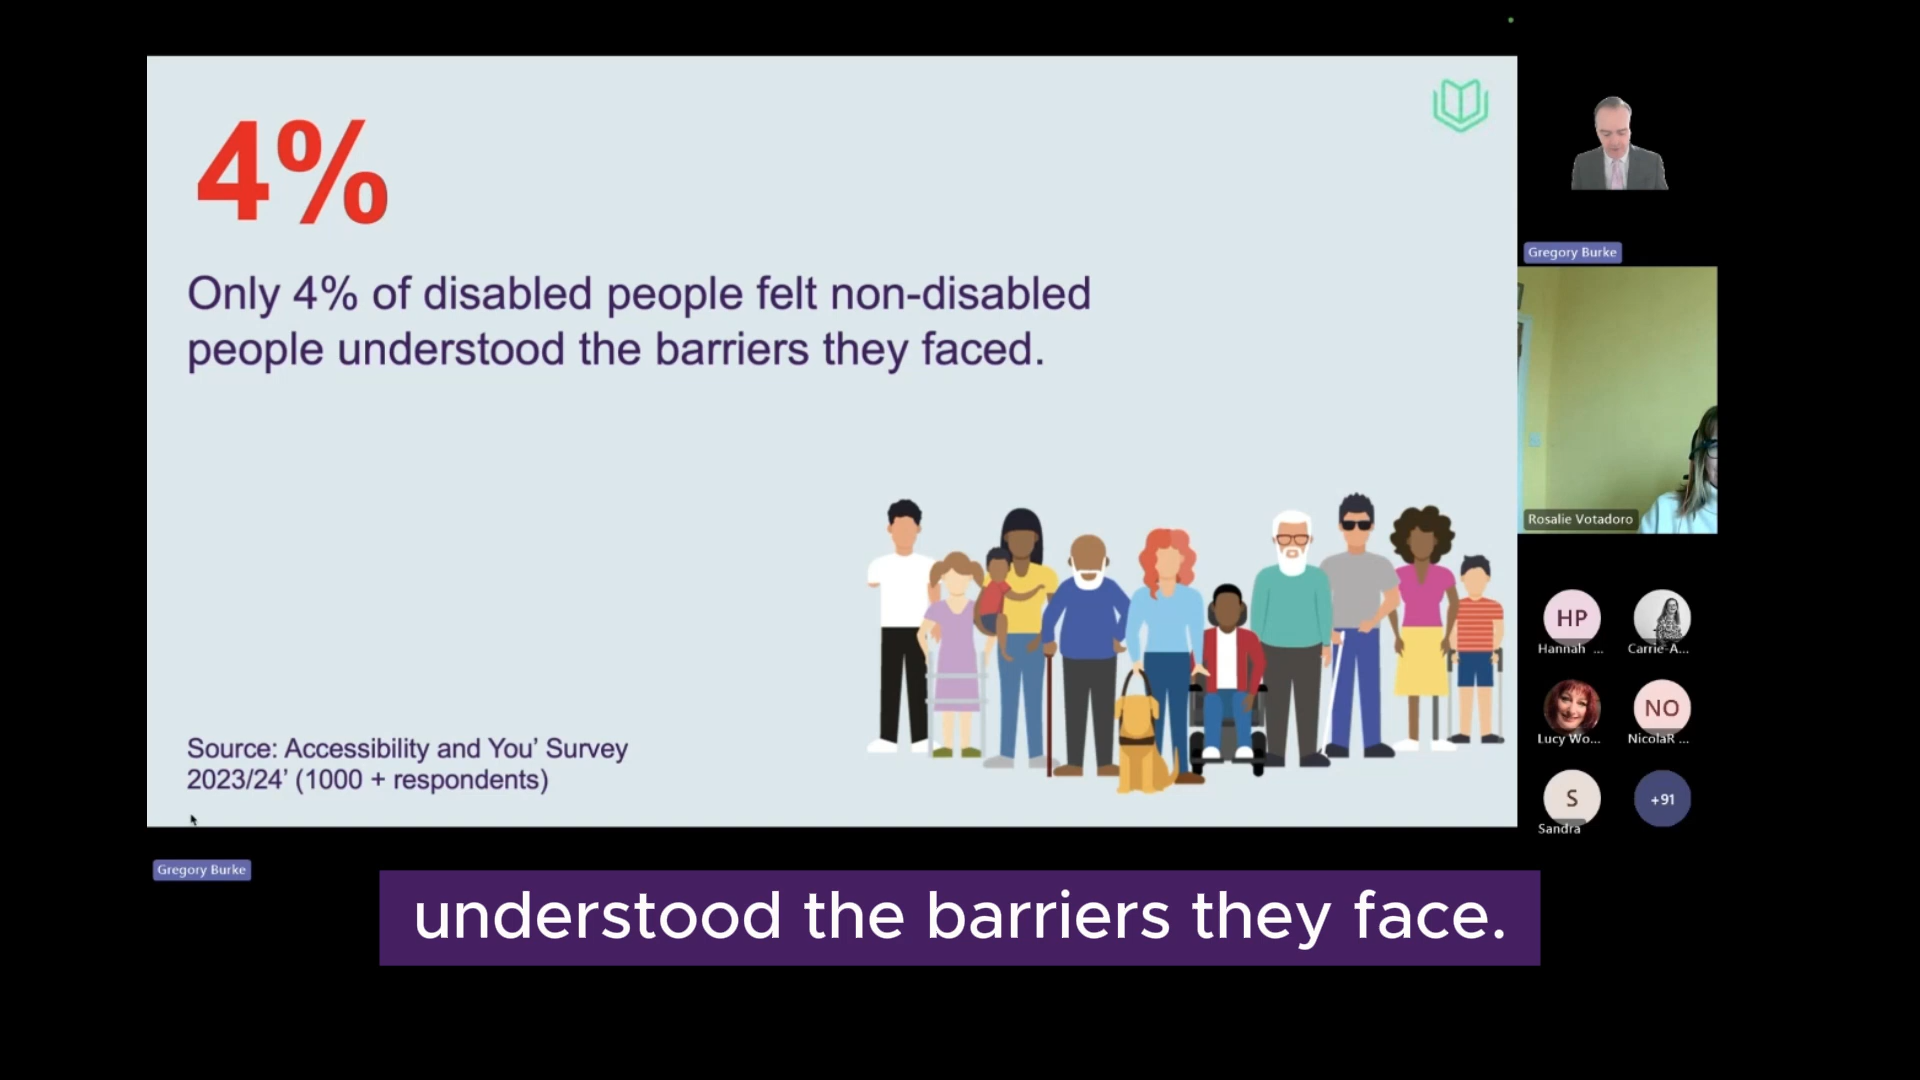 4%
Only 4% of disabled people felt non-disabled
people understood the barriers they faced.
Source: Accessibility and You’ Survey
2023/24’ (1000 + respondents)
Gregory Burke
Rosalie Votadoro
HP
Hannah ...
Carrie-A...
Lucy Wo...
NO
NicolaR ...
S
Sandra
+91
Gregory Burke
understood the barriers they face.